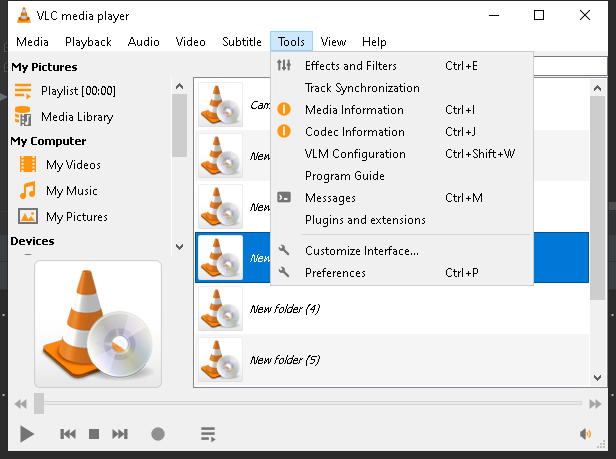 VLC media player
Media Playback Audio Video Subtitle Tools View Help
My Pictures
Playlist [00:00]
Media Library
My Computer
My Videos
My Music
My Pictures
Devices
Effects and Filters Ctrl+E
Track Synchronization
Media Information Ctrl+I
Codec Information Ctrl+J
VLM Configuration Ctrl+Shift+W
Program Guide
Messages Ctrl+M
Plugins and extensions
Customize Interface...
Preferences Ctrl+P
Cam
New
New
New
New folder (4)
New folder (5)